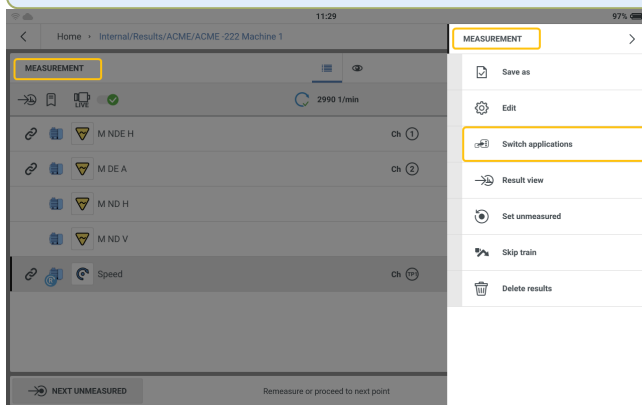 11:29
97%
Home › Internal/Results/ACME/ACME -222 Machine 1
MEASUREMENT
LIVE
2990 1/min
M NDE H
Ch 1
M DE A
Ch 2
M ND H
M ND V
Speed
Ch TP1
NEXT UNMEASURED
Remeasure or proceed to next point
MEASUREMENT
Save as
Edit
Switch applications
Result view
Set unmeasured
Skip train
Delete results